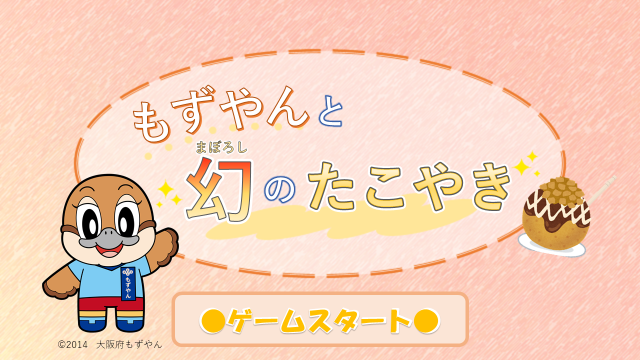 もずやんと
まぼろし
幻のたこやき
もずやん
●ゲームスタート●
©2014 大阪府もずやん